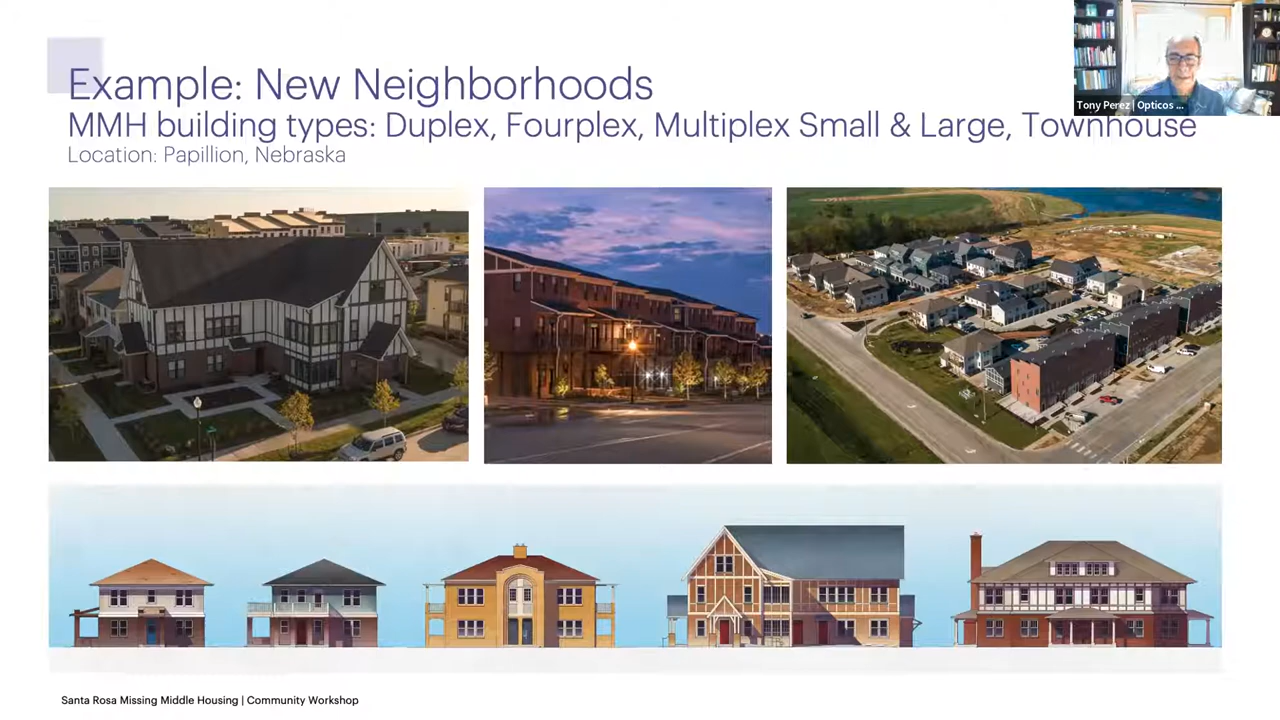 Example: New Neighborhoods
MMH building types: Duplex, Fourplex, Multiplex Small & Large, Townhouse
Location: Papillion, Nebraska
Tony Perez | Opticos ...
Santa Rosa Missing Middle Housing | Community Workshop